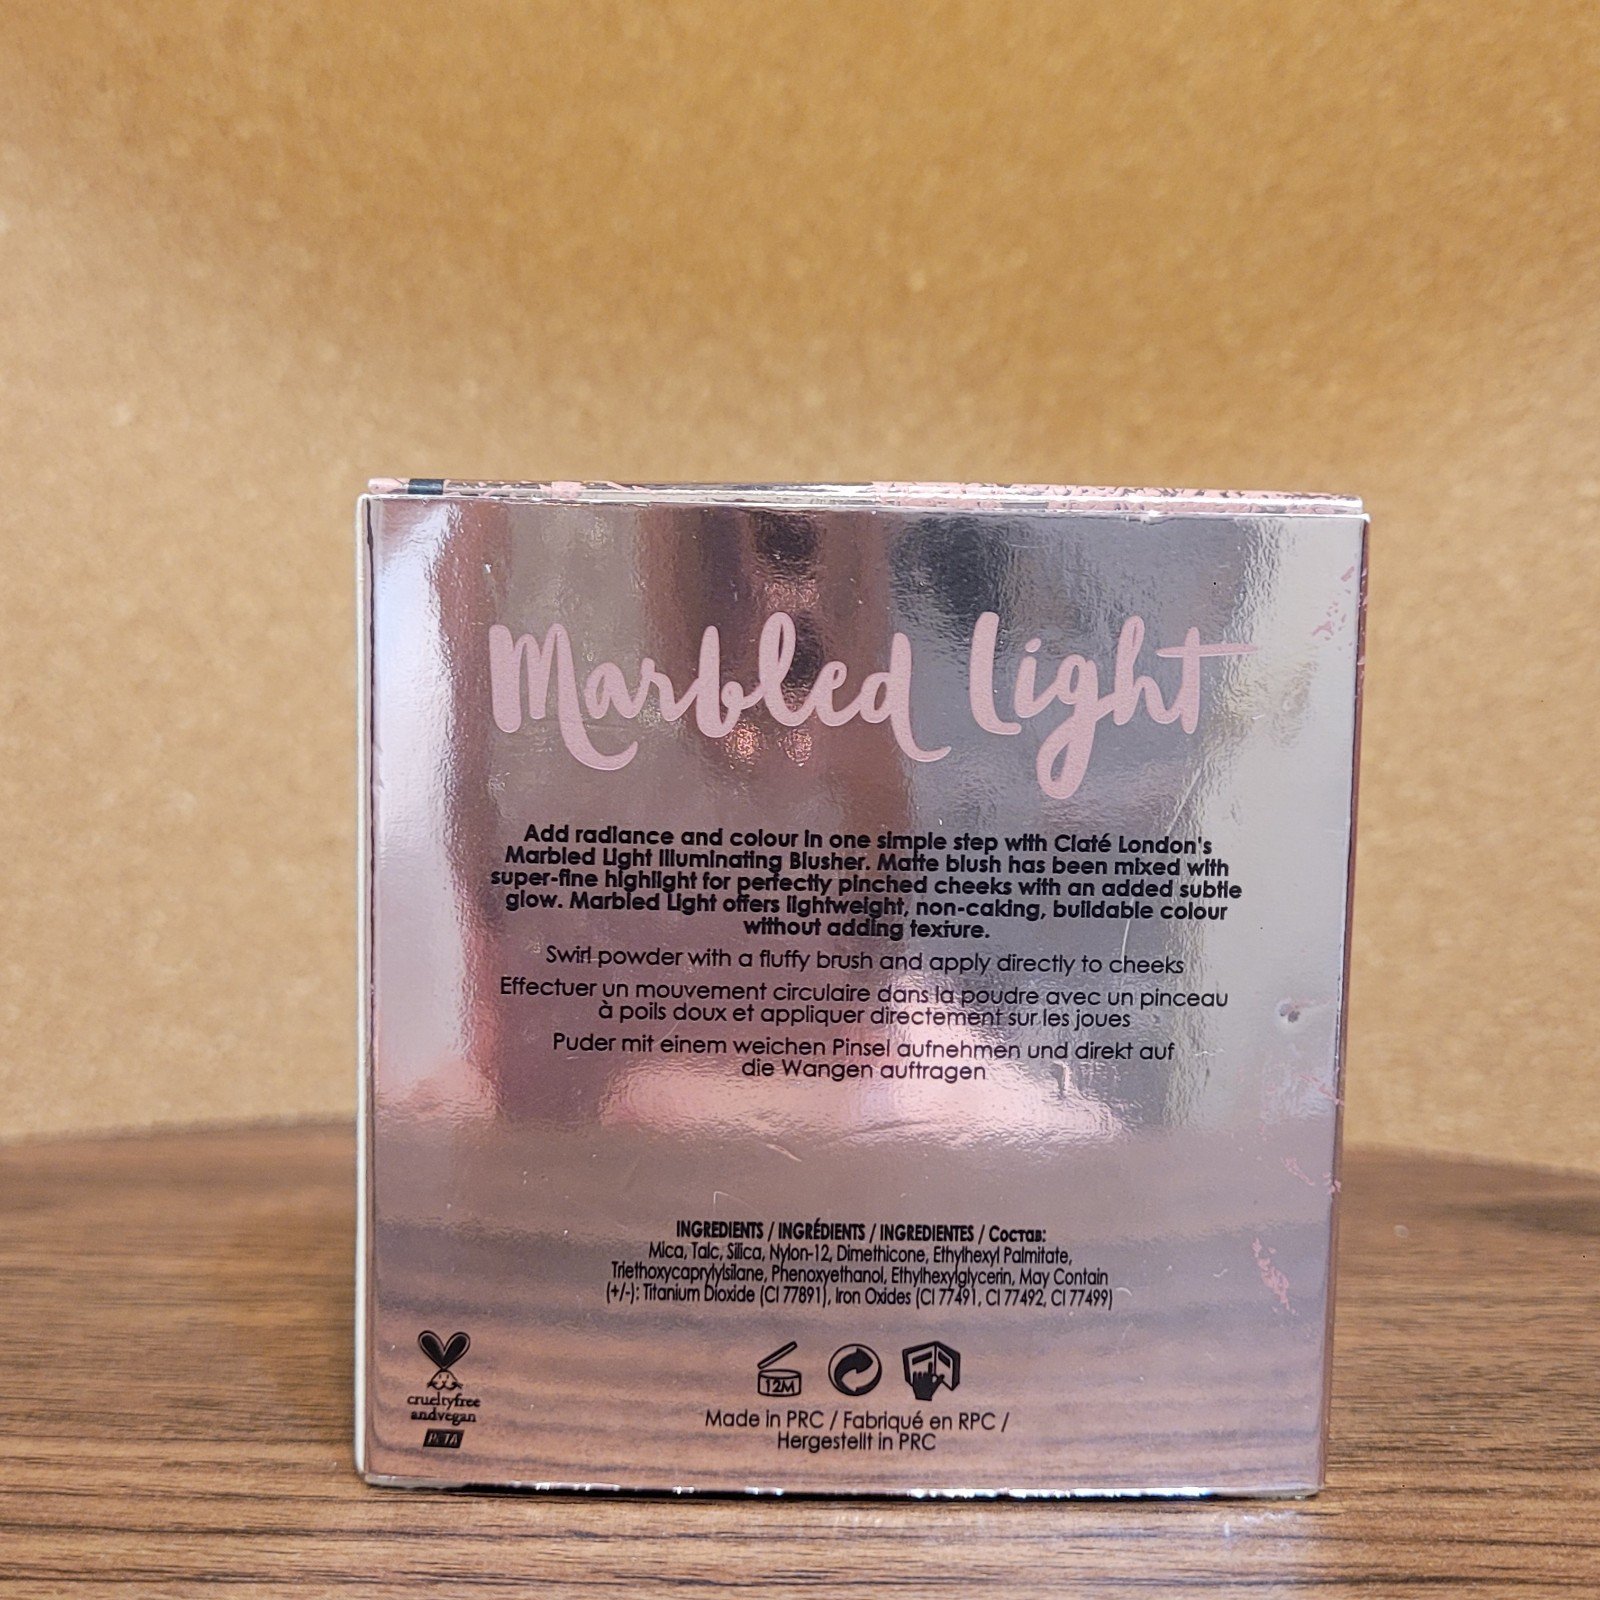 Marbled Light
Add radiance and colour in one simple step with Ciaté London's
Marbled Light Illuminating Blusher. Matte blush has been mixed with
super-fine highlight for perfectly pinched cheeks with an added subtle
glow. Marbled Light offers lightweight, non-caking, buildable colour
without adding texture.
Swirl powder with a fluffy brush and apply directly to cheeks
Effectuer un mouvement circulaire dans la poudre avec un pinceau
à poils doux et appliquer directement sur les joues
Puder mit einem weichen Pinsel aufnehmen und direkt auf
die Wangen auftragen
INGREDIENTS / INGRÉDIENTS / INGREDIENTES / Состав:
Mica, Talc, Silica, Nylon-12, Dimethicone, Ethylhexyl Palmitate,
Triethoxycaprylylsilane, Phenoxyethanol, Ethylhexylglycerin, May Contain
(+/-): Titanium Dioxide (CI 77891), Iron Oxides (CI 77491, CI 77492, CI 77499)
crueltyfree
andvegan
PETA
12M
Made in PRC / Fabriqué en RPC /
Hergestellt in PRC